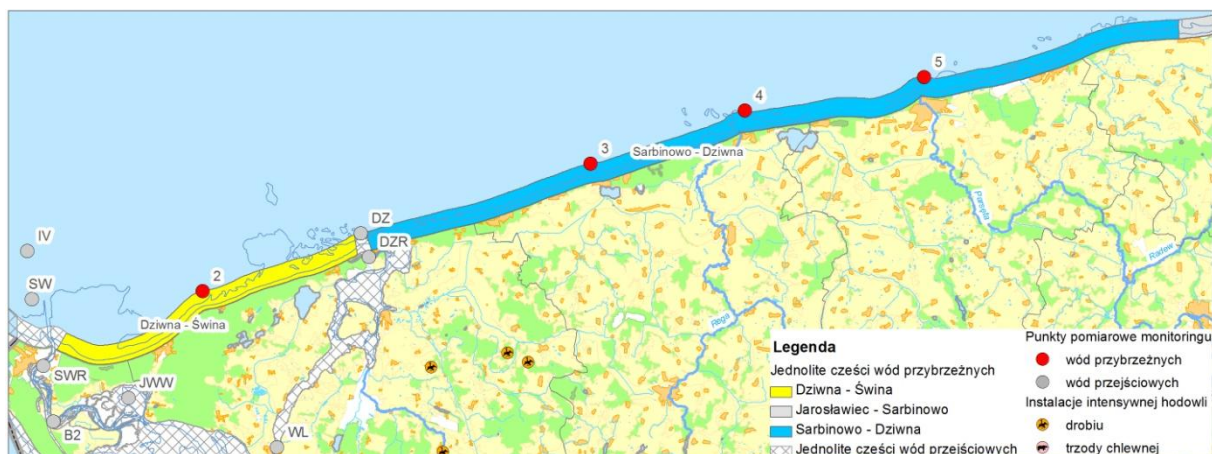 5
4
3
Sarbinowo - Dziwna
DZ
DZR
IV
SW
2
Dziwna - Świna
Parsęta
Radew
Rega
SWR
JWW
B2
WL
Legenda
Jednolite części wód przybrzeżnych
Dziwna - Świna
Jarosławiec - Sarbinowo
Sarbinowo - Dziwna
Jednolite części wód przejściowych
Punkty pomiarowe monitoringu
wód przybrzeżnych
wód przejściowych
Instalacje intensywnej hodowli
drobiu
trzody chlewnej